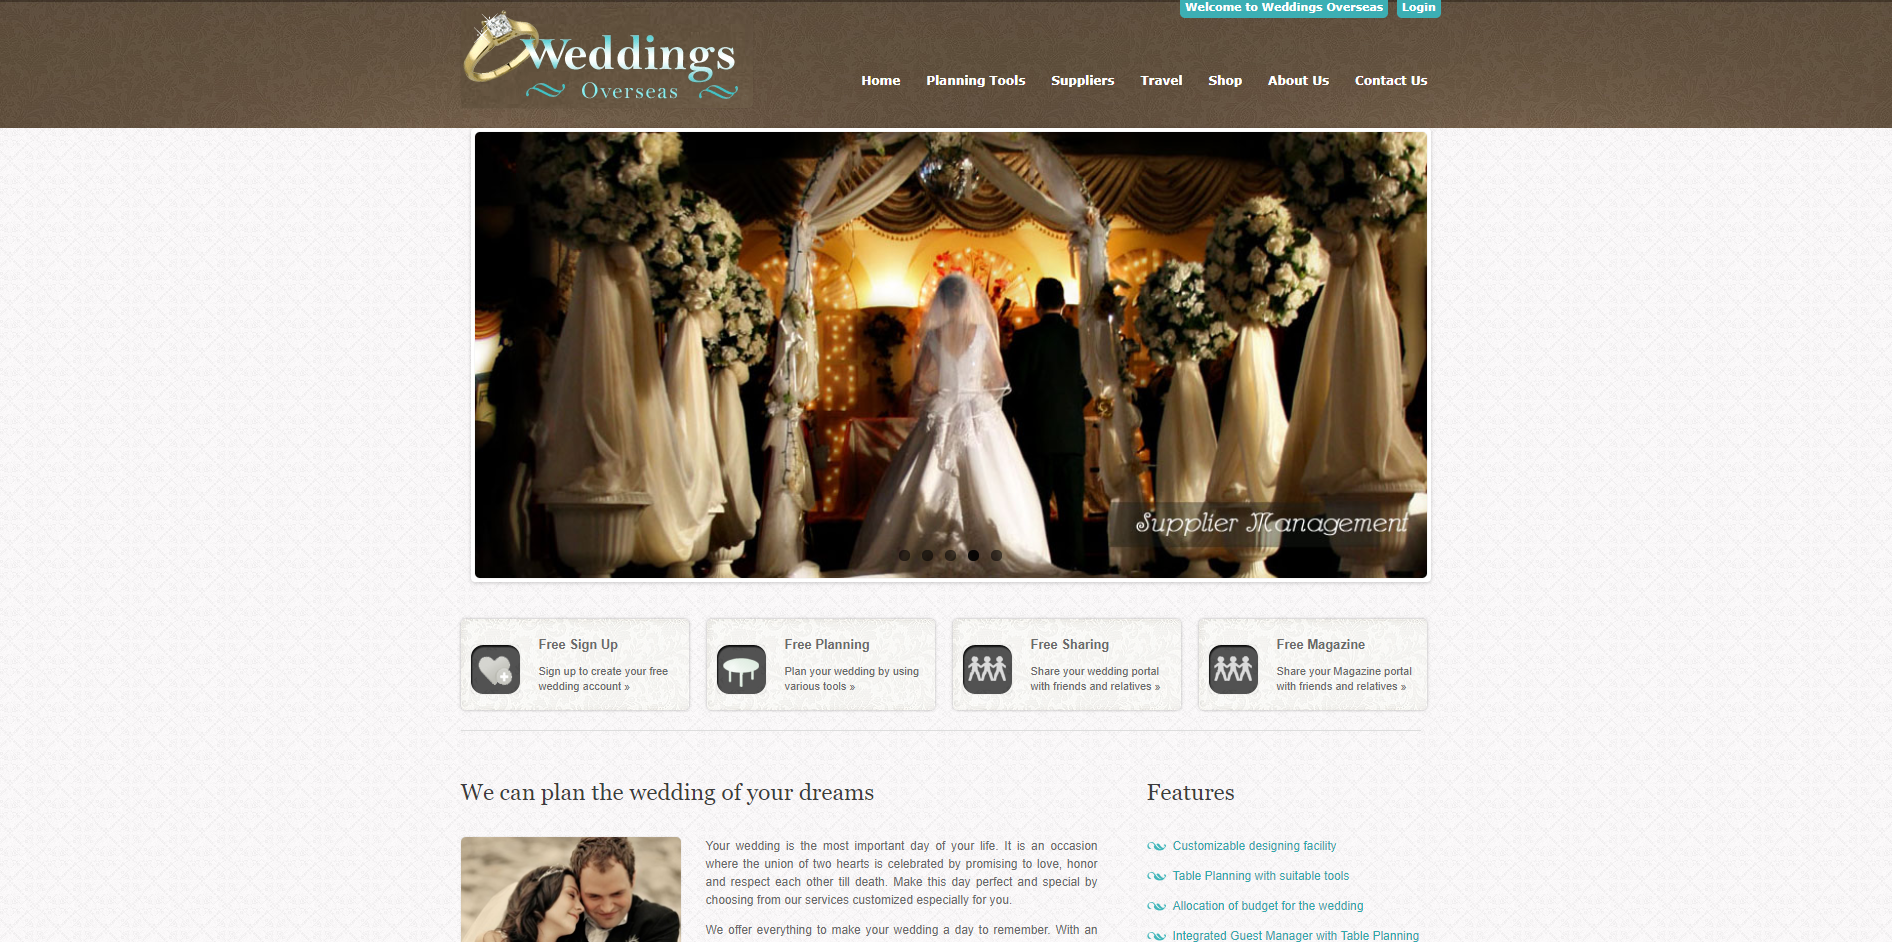 Welcome to Weddings Overseas
Login
Weddings
Overseas
Home
Planning Tools
Suppliers
Travel
Shop
About Us
Contact Us
Supplier Management
Free Sign Up
Sign up to create your free
wedding account »
Free Planning
Plan your wedding by using
various tools »
Free Sharing
Share your wedding portal
with friends and relatives »
Free Magazine
Share your Magazine portal
with friends and relatives »
We can plan the wedding of your dreams
Your wedding is the most important day of your life. It is an occasion
where the union of two hearts is celebrated by promising to love, honor
and respect each other till death. Make this day perfect and special by
choosing from our services customized especially for you.
We offer everything to make your wedding a day to remember. With an
Features
Customizable designing facility
Table Planning with suitable tools
Allocation of budget for the wedding
Integrated Guest Manager with Table Planning